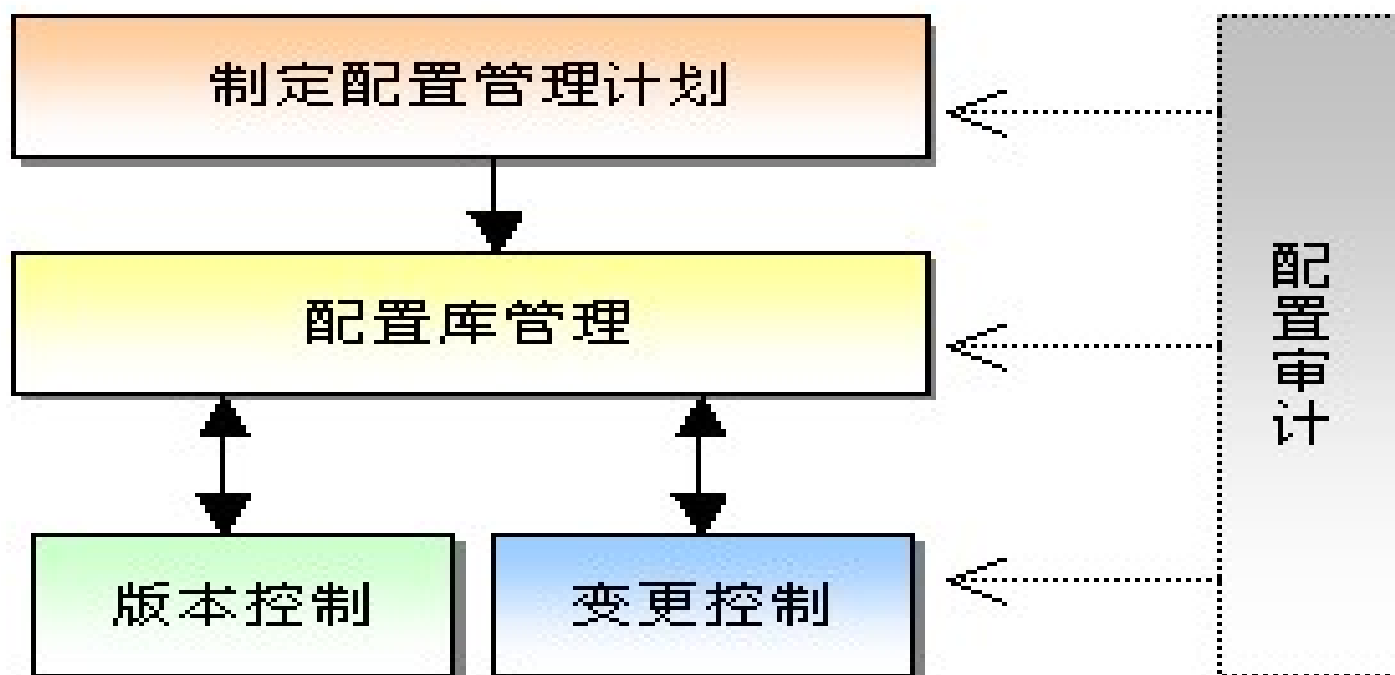 制定配置管理计划
配置库管理
版本控制
变更控制
配置审计